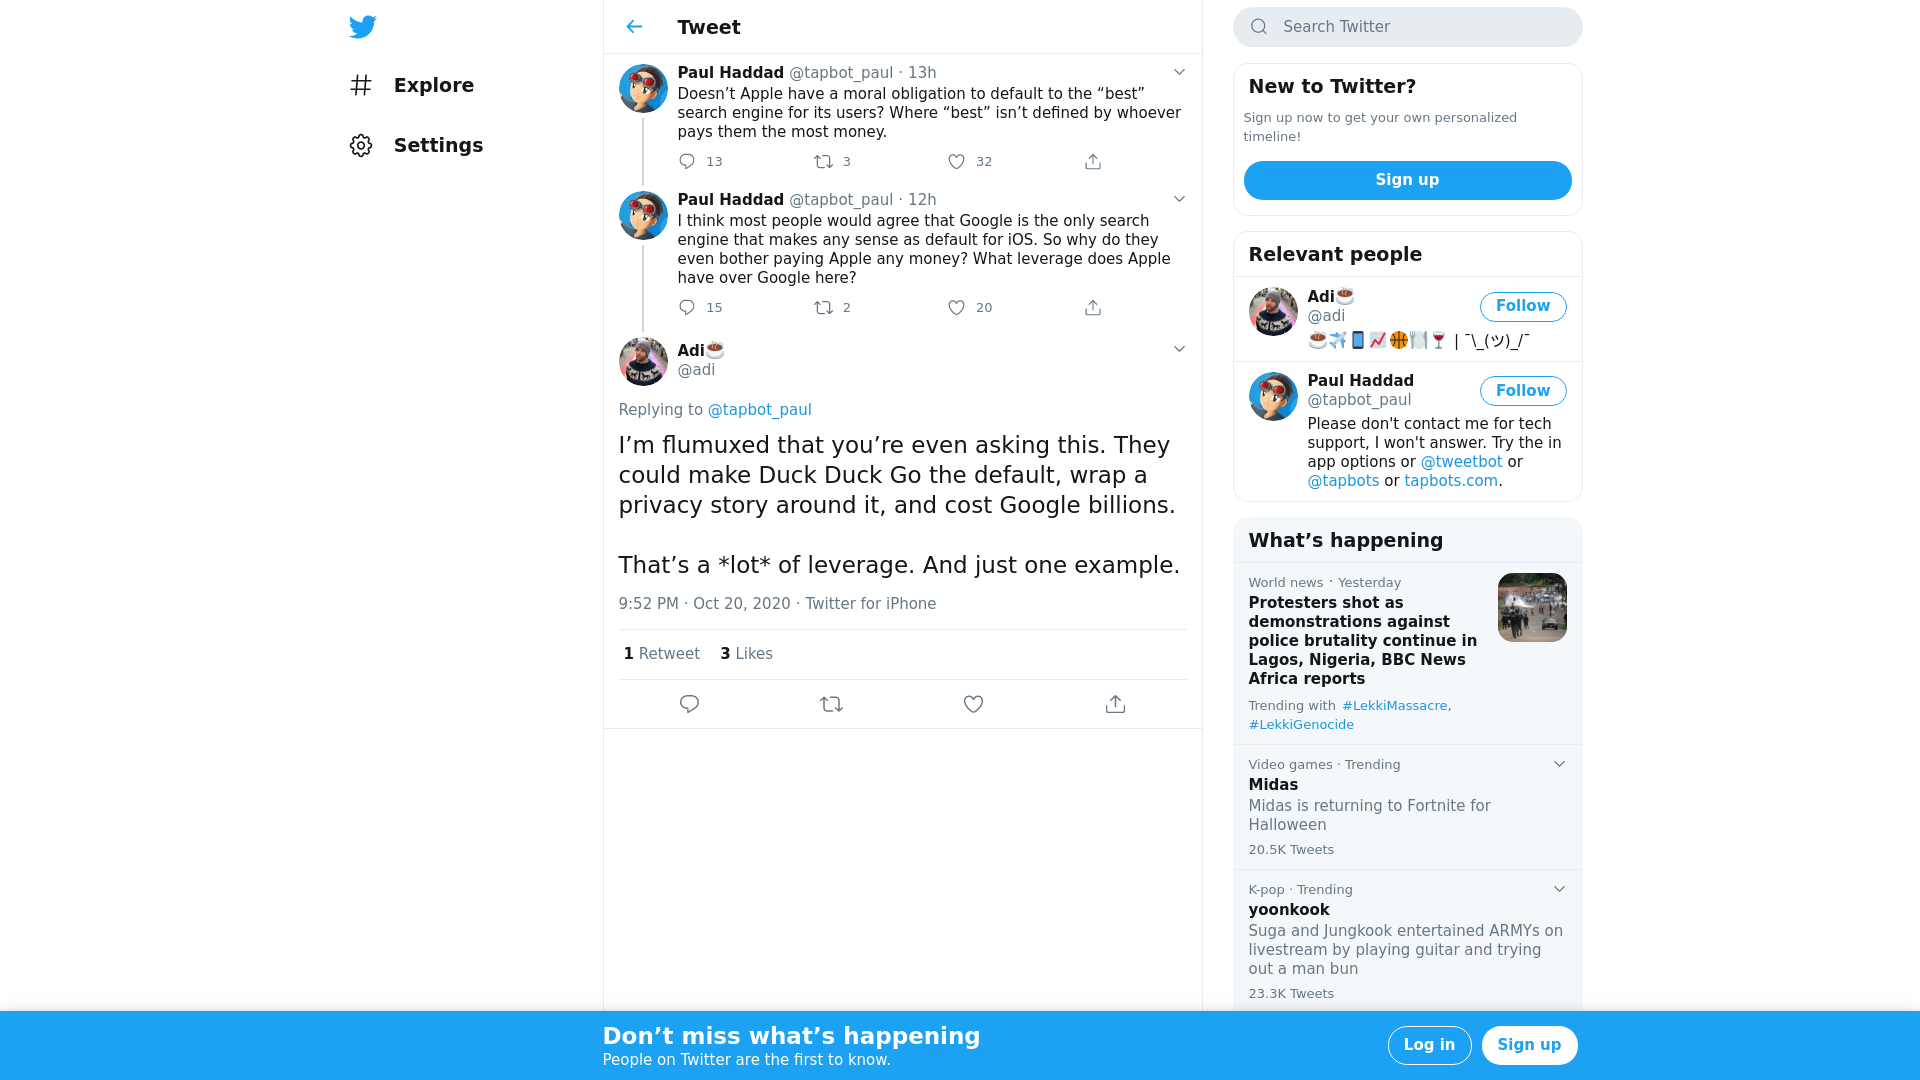 Explore
Settings
Tweet
Paul Haddad @tapbot_paul · 13h
Doesn’t Apple have a moral obligation to default to the “best”
search engine for its users? Where “best” isn’t defined by whoever
pays them the most money.
13 3 32
Paul Haddad @tapbot_paul · 12h
I think most people would agree that Google is the only search
engine that makes any sense as default for iOS. So why do they
even bother paying Apple any money? What leverage does Apple
have over Google here?
15 2 20
Adi☕
@adi
Replying to @tapbot_paul
I’m flumuxed that you’re even asking this. They
could make Duck Duck Go the default, wrap a
privacy story around it, and cost Google billions.
That’s a *lot* of leverage. And just one example.
9:52 PM · Oct 20, 2020 · Twitter for iPhone
1 Retweet 3 Likes
Search Twitter
New to Twitter?
Sign up now to get your own personalized
timeline!
Sign up
Relevant people
Adi☕
@adi
Follow
☕✈️📱📈🏀🍽️🍷 | ¯\_(ツ)_/¯
Paul Haddad
@tapbot_paul
Follow
Please don't contact me for tech
support, I won't answer. Try the in
app options or @tweetbot or
@tapbots or tapbots.com.
What’s happening
World news · Yesterday
Protesters shot as
demonstrations against
police brutality continue in
Lagos, Nigeria, BBC News
Africa reports
Trending with #LekkiMassacre,
#LekkiGenocide
Video games · Trending
Midas
Midas is returning to Fortnite for
Halloween
20.5K Tweets
K-pop · Trending
yoonkook
Suga and Jungkook entertained ARMYs on
livestream by playing guitar and trying
out a man bun
23.3K Tweets
Don’t miss what’s happening
People on Twitter are the first to know.
Log in
Sign up